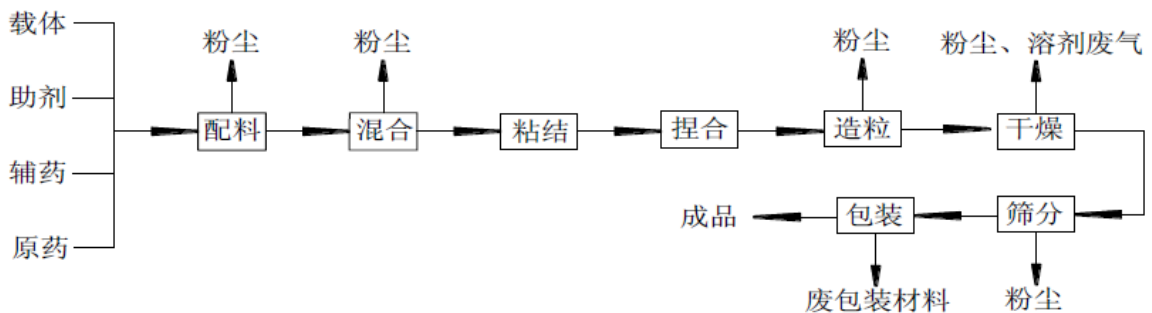 载体
粉尘
粉尘
粉尘
粉尘、溶剂废气
助剂
配料
混合
粘结
捏合
造粒
干燥
辅药
原药
成品
包装
筛分
废包装材料
粉尘